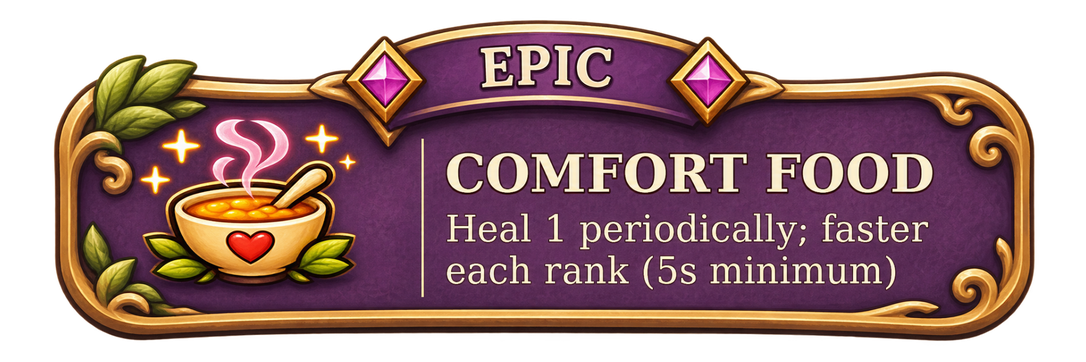 EPIC
COMFORT FOOD
Heal 1 periodically; faster
each rank (5s minimum)